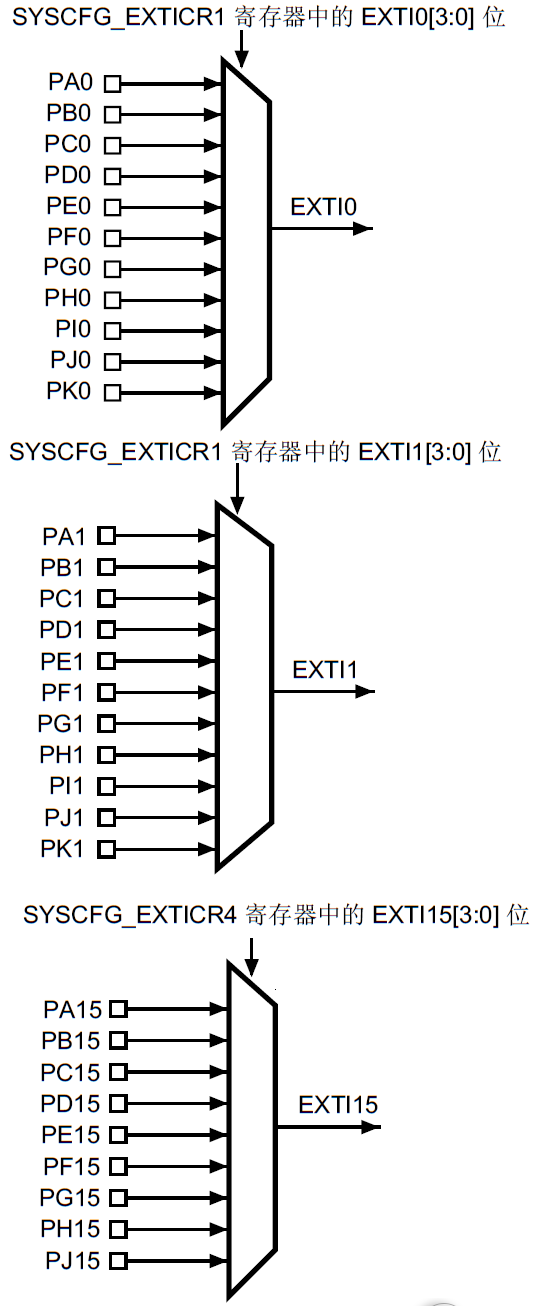 SYSCFG_EXTICR1 寄存器中的 EXTI0[3:0] 位
PA0
PB0
PC0
PD0
PE0
PF0
PG0
PH0
PI0
PJ0
PK0
EXTI0
SYSCFG_EXTICR1 寄存器中的 EXTI1[3:0] 位
PA1
PB1
PC1
PD1
PE1
PF1
PG1
PH1
PI1
PJ1
PK1
EXTI1
SYSCFG_EXTICR4 寄存器中的 EXTI15[3:0] 位
PA15
PB15
PC15
PD15
PE15
PF15
PG15
PH15
PJ15
EXTI15